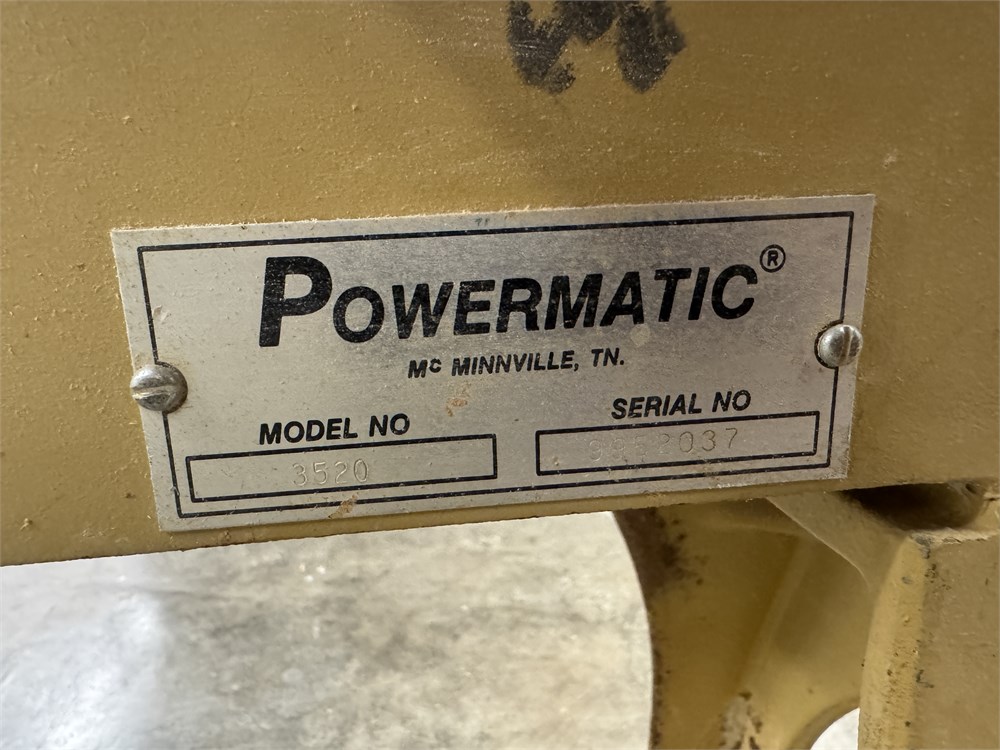 POWERMATIC®
Mc MINNVILLE, TN.
MODEL NO
SERIAL NO
3520